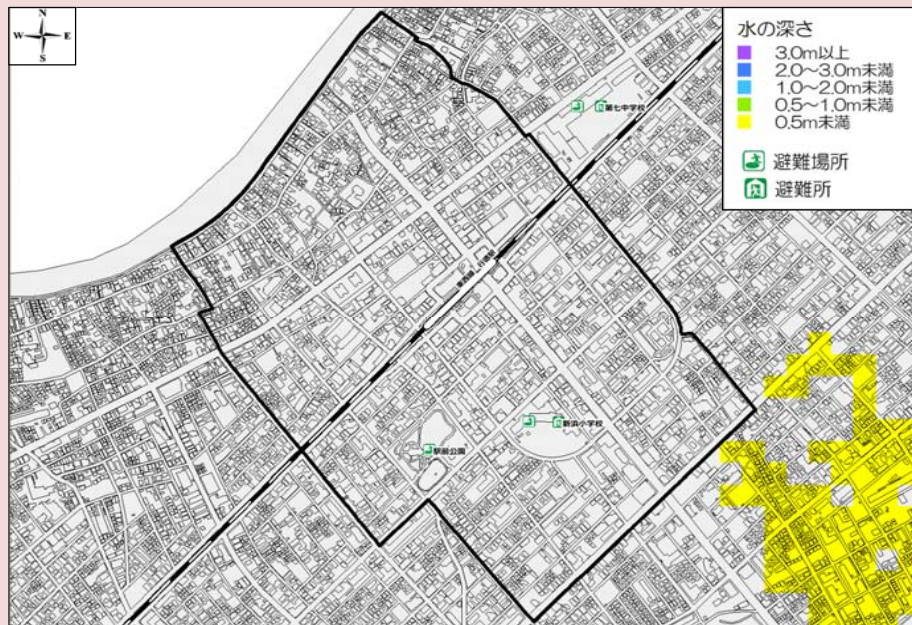 N
W E
S
水の深さ
3.0m以上
2.0～3.0m未満
1.0～2.0m未満
0.5～1.0m未満
0.5m未満
避難場所
避難所
第七中学校
新浜小学校
駅前公園